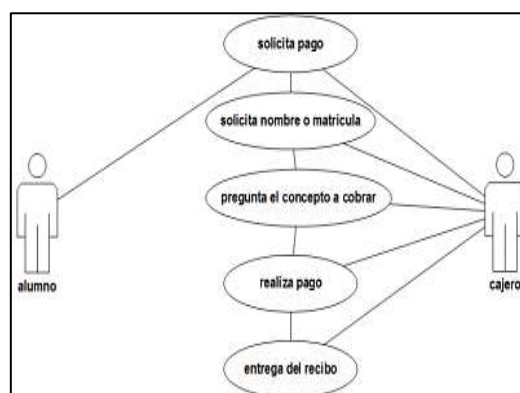 solicita pago
solicita nombre o matricula
pregunta el concepto a cobrar
alumno
realiza pago
cajero
entrega del recibo